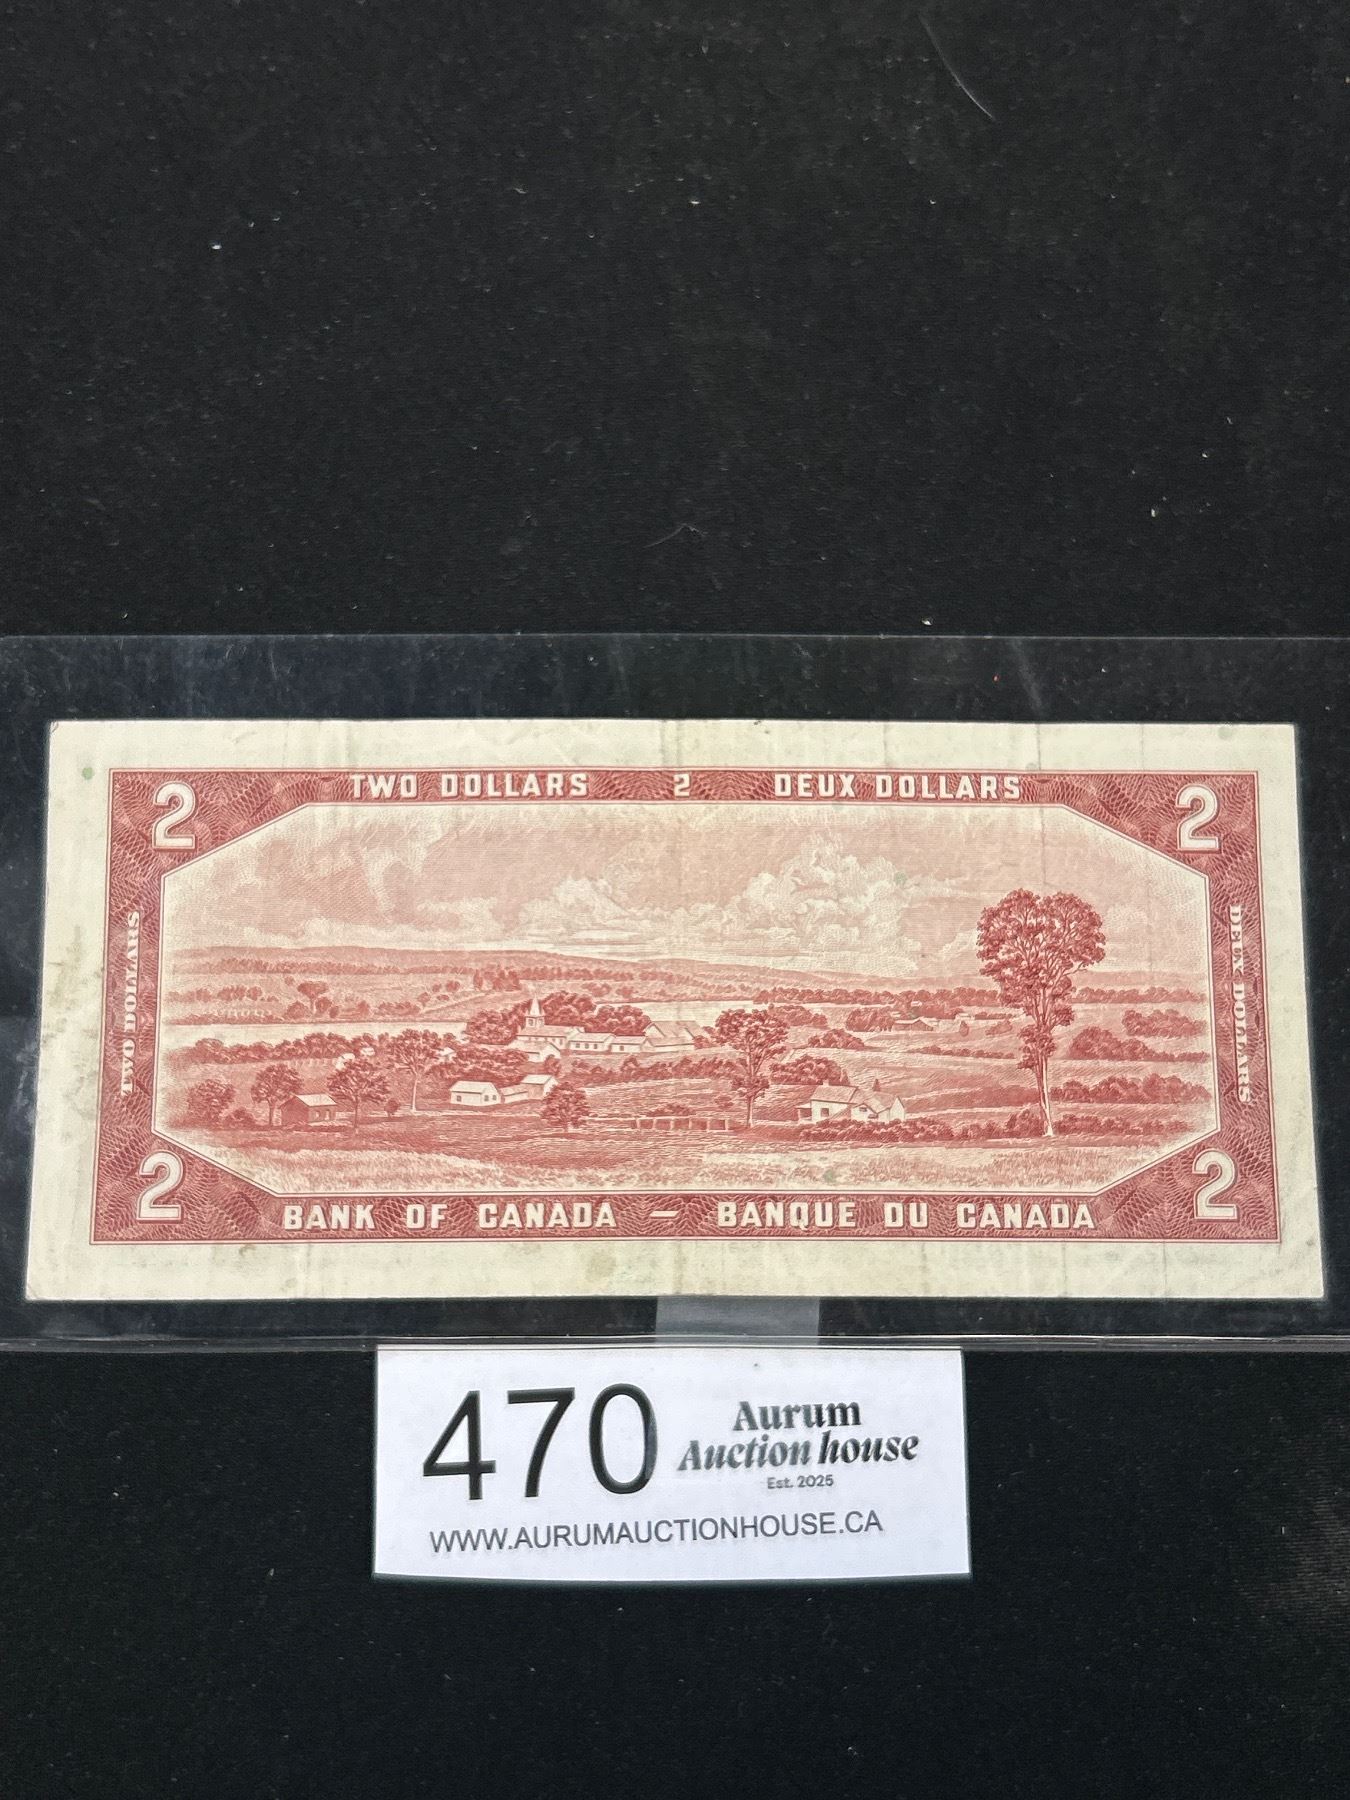 TWO DOLLARS 2 DEUX DOLLARS
2 2
TWO DOLLARS
DEUX DOLLARS
2 2
BANK OF CANADA – BANQUE DU CANADA
470
Aurum
Auction house
Est. 2025
WWW.AURUMAUCTIONHOUSE.CA